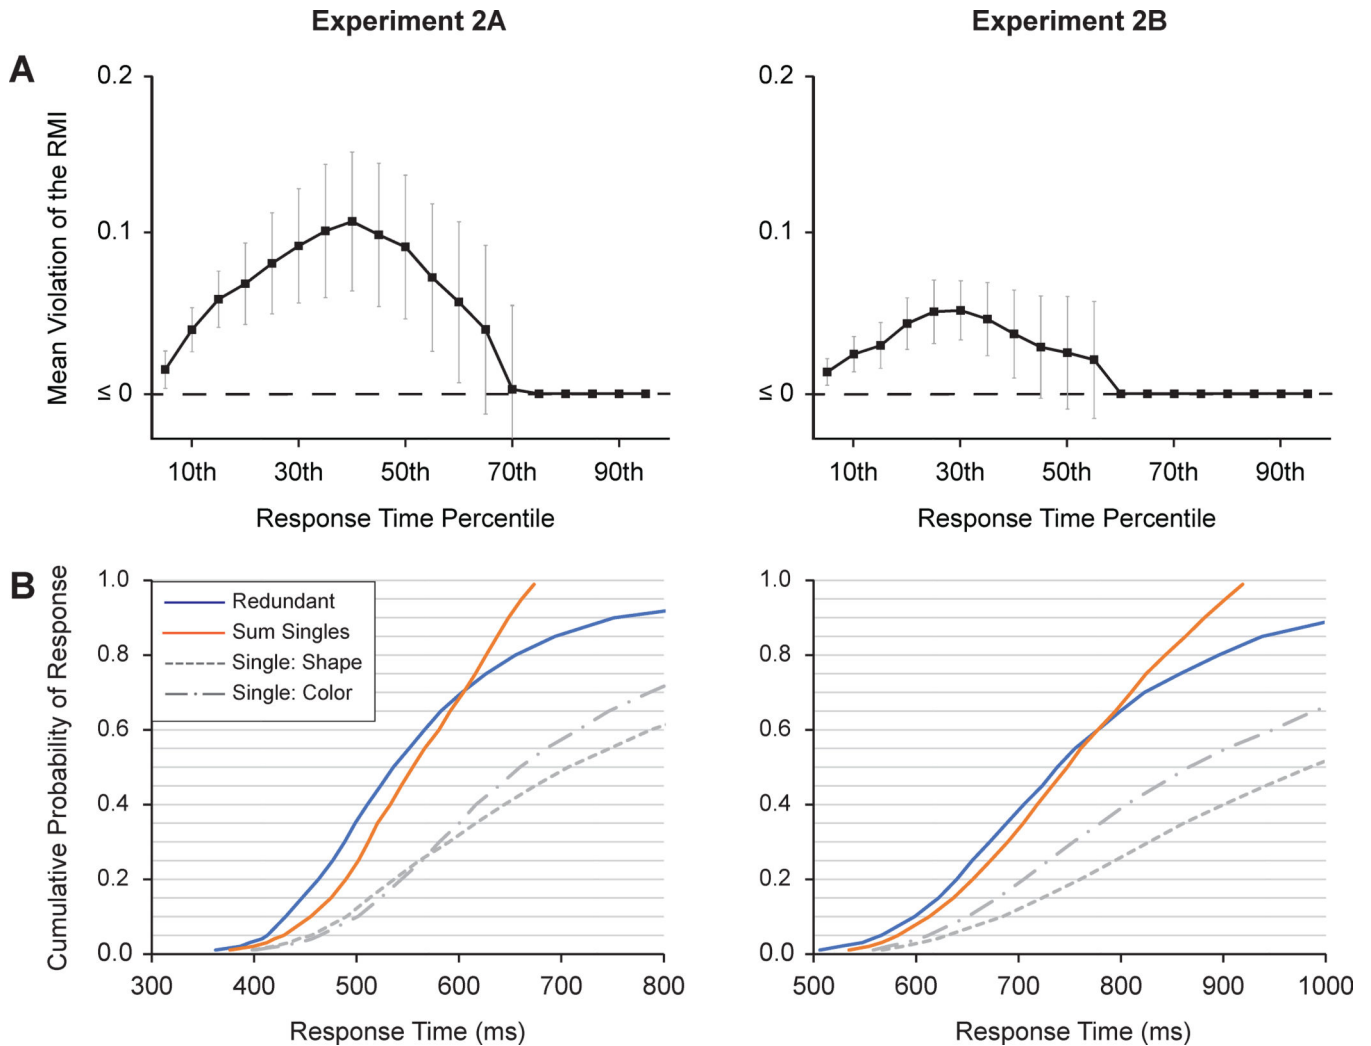 Experiment 2A
Experiment 2B
A
Mean Violation of the RMI
0.2
0.1
≤ 0
10th 30th 50th 70th 90th
Response Time Percentile
0.2
0.1
≤ 0
10th 30th 50th 70th 90th
Response Time Percentile
B
Cumulative Probability of Response
1.0
0.8
0.6
0.4
0.2
0.0
Redundant
Sum Singles
Single: Shape
Single: Color
300 400 500 600 700 800
Response Time (ms)
1.0
0.8
0.6
0.4
0.2
0.0
500 600 700 800 900 1000
Response Time (ms)